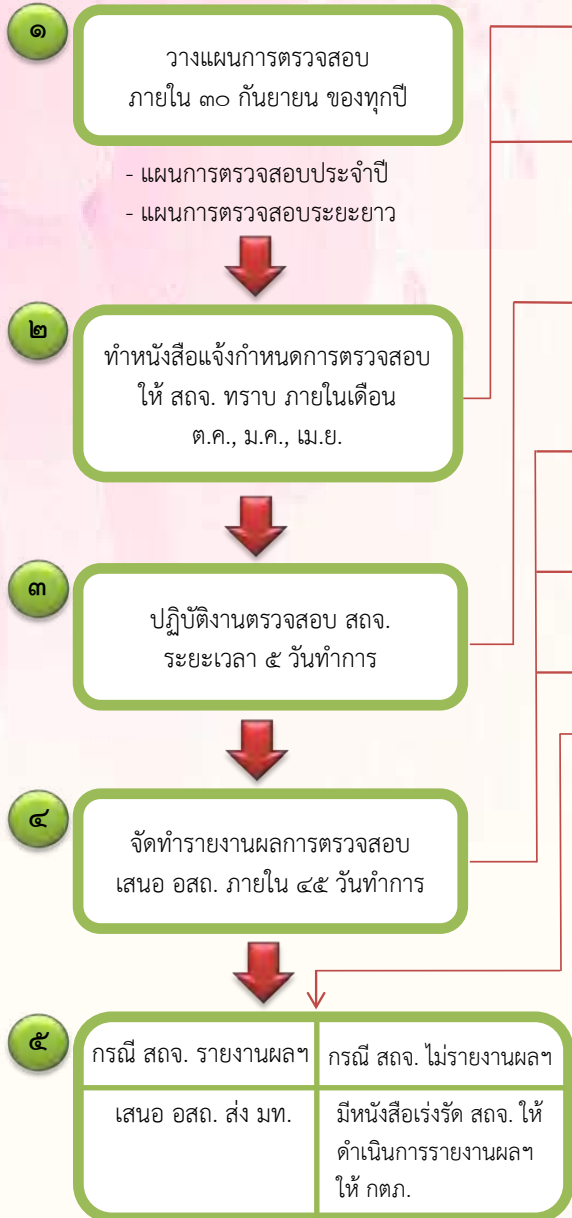 ๑
วางแผนการตรวจสอบ
ภายใน ๓๐ กันยายน ของทุกปี
- แผนการตรวจสอบประจำปี
- แผนการตรวจสอบระยะยาว
๒
ทำหนังสือแจ้งกำหนดการตรวจสอบ
ให้ สถจ. ทราบ ภายในเดือน
ต.ค., ม.ค., เม.ย.
๓
ปฏิบัติงานตรวจสอบ สถจ.
ระยะเวลา ๕ วันทำการ
๔
จัดทำรายงานผลการตรวจสอบ
เสนอ อสถ. ภายใน ๔๕ วันทำการ
๕
กรณี สถจ. รายงานผลฯ
เสนอ อสถ. ส่ง มท.
กรณี สถจ. ไม่รายงานผลฯ
มีหนังสือเร่งรัด สถจ. ให้
ดำเนินการรายงานผลฯ
ให้ กตภ.